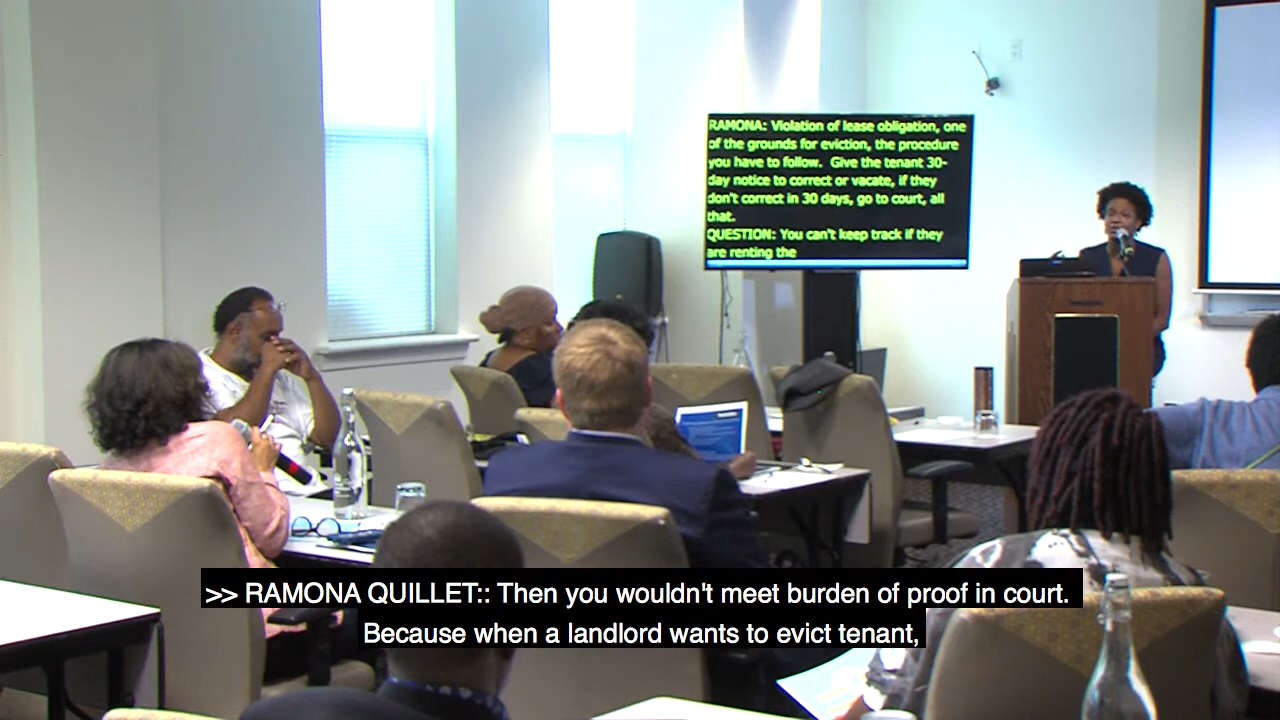 RAMONA: Violation of lease obligation, one
of the grounds for eviction, the procedure
you have to follow.  Give the tenant 30-
day notice to correct or vacate, if they
don't correct in 30 days, go to court, all
that.
QUESTION: You can't keep track if they
are renting the
>> RAMONA QUILLET:: Then you wouldn't meet burden of proof in court.
Because when a landlord wants to evict tenant,